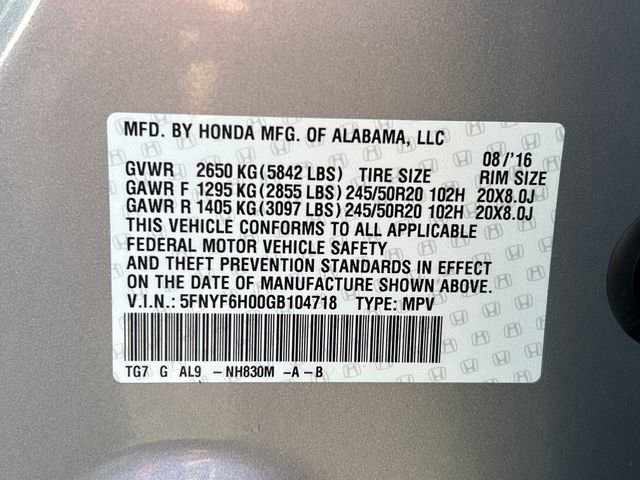 MFD. BY HONDA MFG. OF ALABAMA, LLC
08/'16
GVWR 2650 KG (5842 LBS) TIRE SIZE RIM SIZE
GAWR F 1295 KG (2855 LBS) 245/50R20 102H 20X8.0J
GAWR R 1405 KG (3097 LBS) 245/50R20 102H 20X8.0J
THIS VEHICLE CONFORMS TO ALL APPLICABLE
FEDERAL MOTOR VEHICLE SAFETY
AND THEFT PREVENTION STANDARDS IN EFFECT
ON THE DATE OF MANUFACTURE SHOWN ABOVE.
V.I.N.: 5FNYF6H00GB104718 TYPE: MPV
TG7 G AL9 -NH830M -A-B